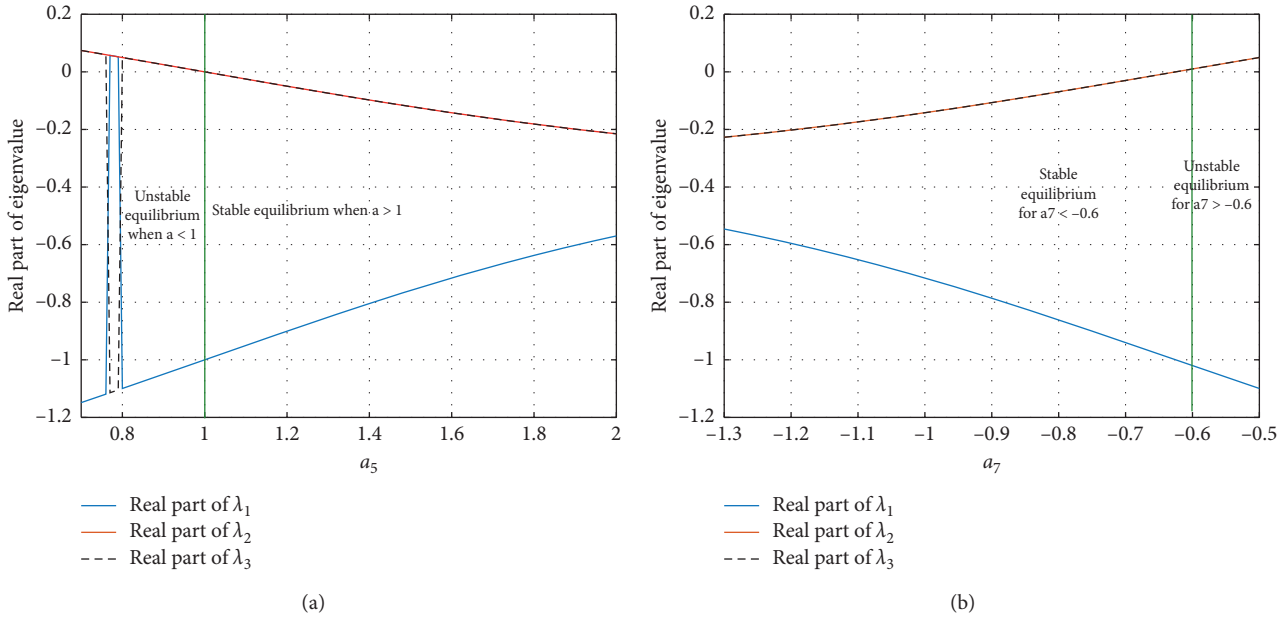 0.2
0
−0.2
−0.4
−0.6
−0.8
−1
−1.2
Real part of eigenvalue
Unstable
equilibrium
when a < 1
Stable equilibrium when a > 1
0.8
1
1.2
1.4
1.6
1.8
2
a5
Real part of λ1
Real part of λ2
Real part of λ3
(a)
0.2
0
−0.2
−0.4
−0.6
−0.8
−1
−1.2
Real part of eigenvalue
Stable
equilibrium
for a7 < −0.6
Unstable
equilibrium
for a7 > −0.6
−1.3
−1.2
−1.1
−1
−0.9
−0.8
−0.7
−0.6
−0.5
a7
Real part of λ1
Real part of λ2
Real part of λ3
(b)